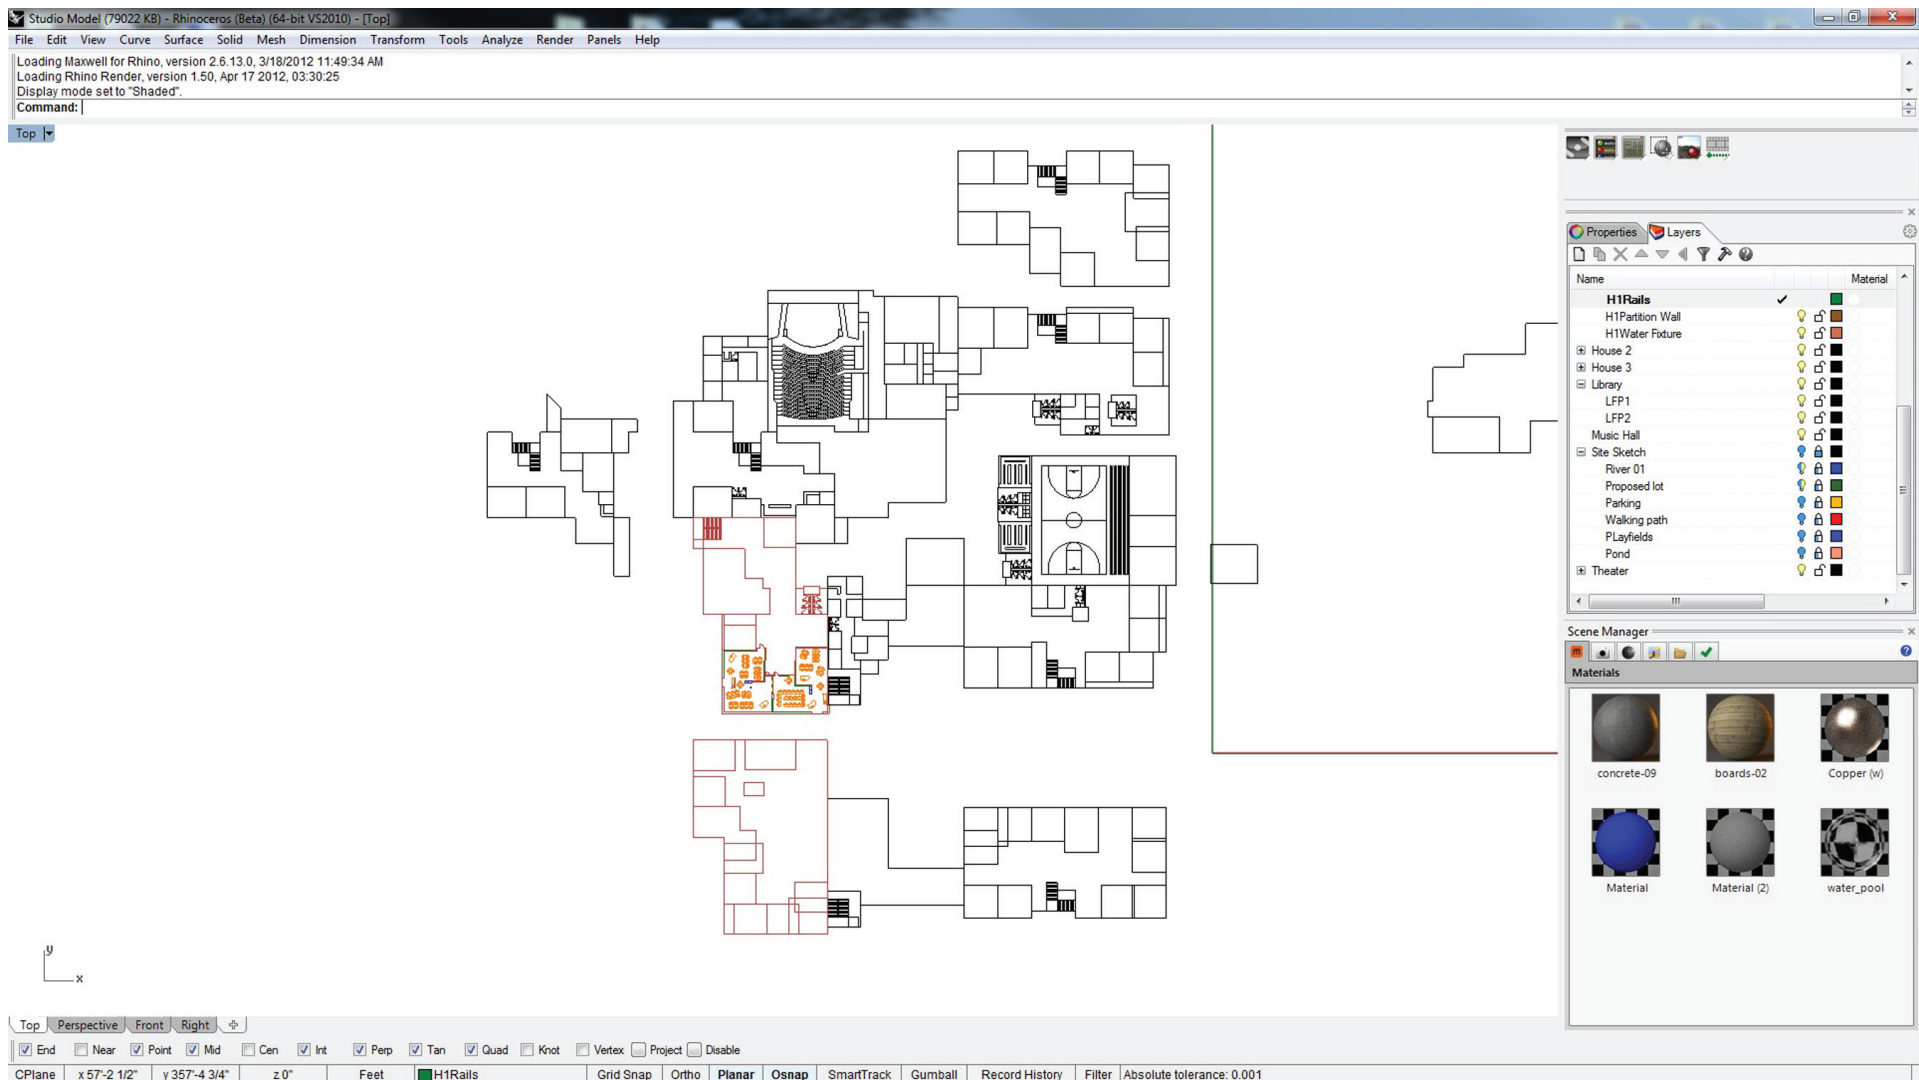 Studio Model (79022 KB) - Rhinoceros (Beta) (64-bit VS2010) - [Top]
File Edit View Curve Surface Solid Mesh Dimension Transform Tools Analyze Render Panels Help
Loading Maxwell for Rhino, version 2.6.13.0, 3/18/2012 11:49:34 AM
Loading Rhino Render, version 1.50, Apr 17 2012, 03:30:25
Display mode set to "Shaded".
Command:
Top
Properties Layers
Name Material
H1Rails
H1Partition Wall
H1Water Fixture
House 2
House 3
Library
LFP1
LFP2
Music Hall
Site Sketch
River 01
Proposed lot
Parking
Walking path
PLayfields
Pond
Theater
Scene Manager
Materials
concrete-09 boards-02 Copper (w)
Material Material (2) water_pool
y
x
Top Perspective Front Right
End Near Point Mid Cen Int Perp Tan Quad Knot Vertex Project Disable
CPlane x 57'-2 1/2" y 357'-4 3/4" z 0" Feet H1Rails Grid Snap Ortho Planar Osnap SmartTrack Gumball Record History Filter Absolute tolerance: 0.001